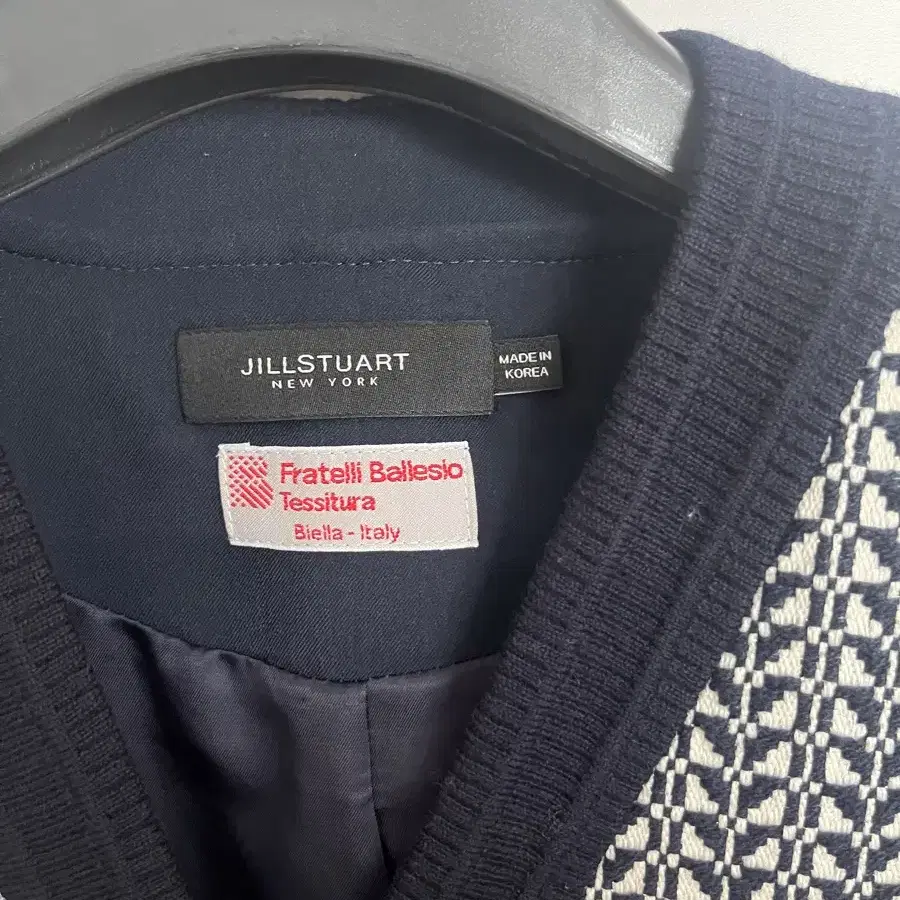 JILLSTUART
NEW YORK
MADE IN
KOREA
Fratelli Ballesio
Tessitura
Biella - Italy